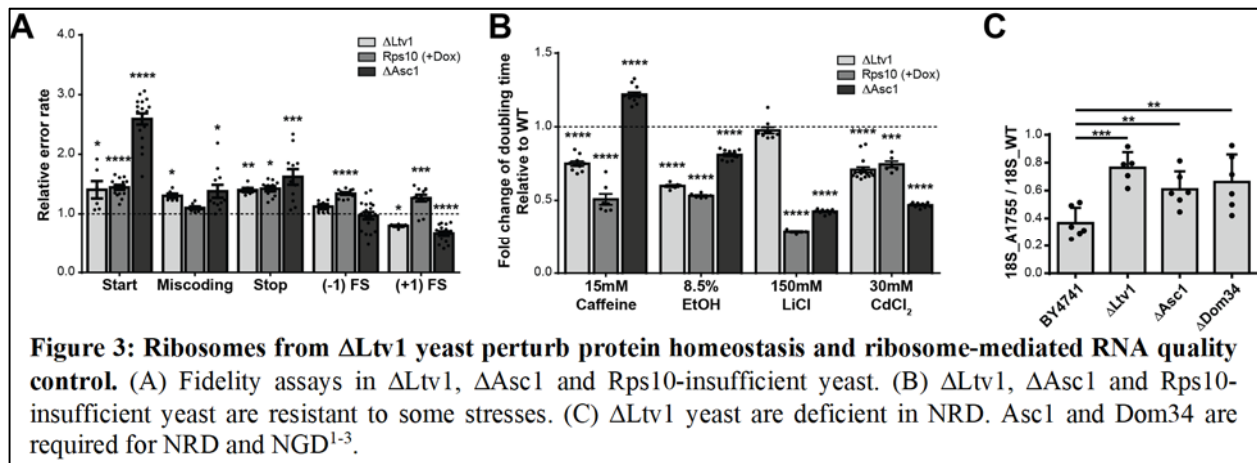 A
Relative error rate
4.0
3.0
2.0
1.0
0.0
ΔLtv1
Rps10 (+Dox)
ΔAsc1
* **** ****
* *
** * ***
****
* *** ****
Start Miscoding Stop (-1) FS (+1) FS
B
Fold change of doubling time
Relative to WT
1.5
1.0
0.5
0.0
ΔLtv1
Rps10 (+Dox)
ΔAsc1
**** **** ****
**** **** ****
**** ****
**** *** ****
15mM 8.5% 150mM 30mM
Caffeine EtOH LiCl CdCl₂
C
18S_A1755 / 18S_WT
**
**
***
1.0
0.8
0.6
0.4
0.2
0
BY4741
ΔLtv1
ΔAsc1
ΔDom34
Figure 3: Ribosomes from ΔLtv1 yeast perturb protein homeostasis and ribosome-mediated RNA quality
control. (A) Fidelity assays in ΔLtv1, ΔAsc1 and Rps10-insufficient yeast. (B) ΔLtv1, ΔAsc1 and Rps10-
insufficient yeast are resistant to some stresses. (C) ΔLtv1 yeast are deficient in NRD. Asc1 and Dom34 are
required for NRD and NGD¹⁻³.